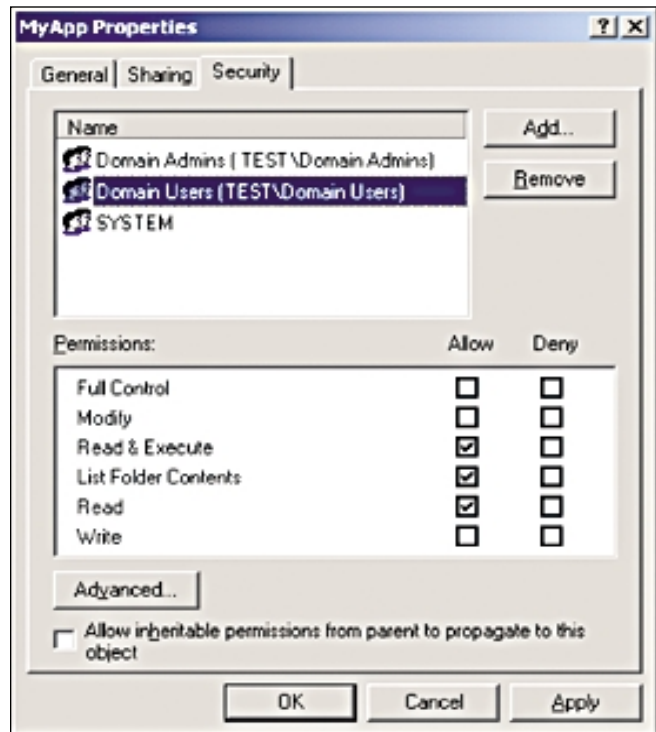 MyApp Properties
? X
General Sharing Security
Name
Domain Admins ( TEST\Domain Admins)
Domain Users (TEST\Domain Users)
SYSTEM
Add...
Remove
Permissions: Allow Deny
Full Control
Modify
Read & Execute
List Folder Contents
Read
Write
Advanced...
Allow inheritable permissions from parent to propagate to this
object
OK Cancel Apply